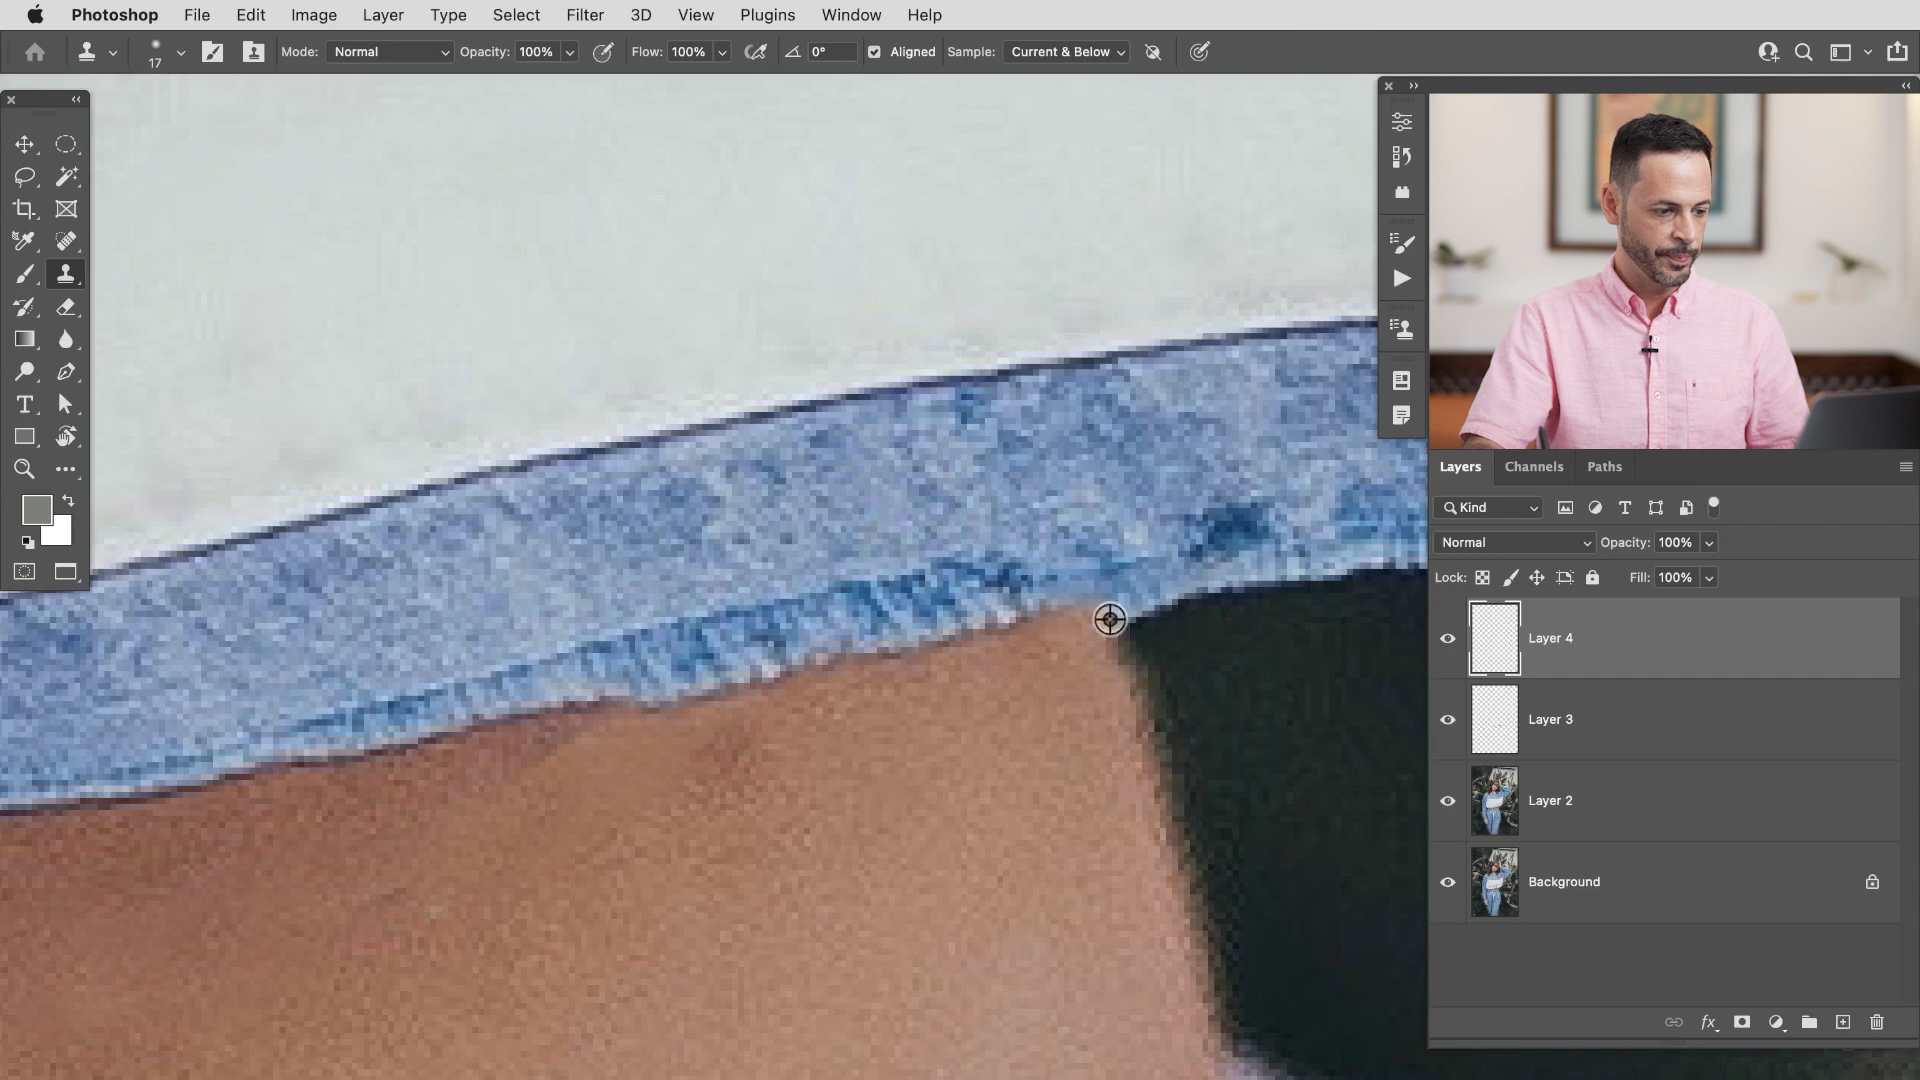 Photoshop File Edit Image Layer Type Select Filter 3D View Plugins Window Help
17 Mode: Normal Opacity: 100% Flow: 100% 0° Aligned Sample: Current & Below
Layers Channels Paths
Kind
Normal Opacity: 100%
Lock: Fill: 100%
Layer 4
Layer 3
Layer 2
Background
fx